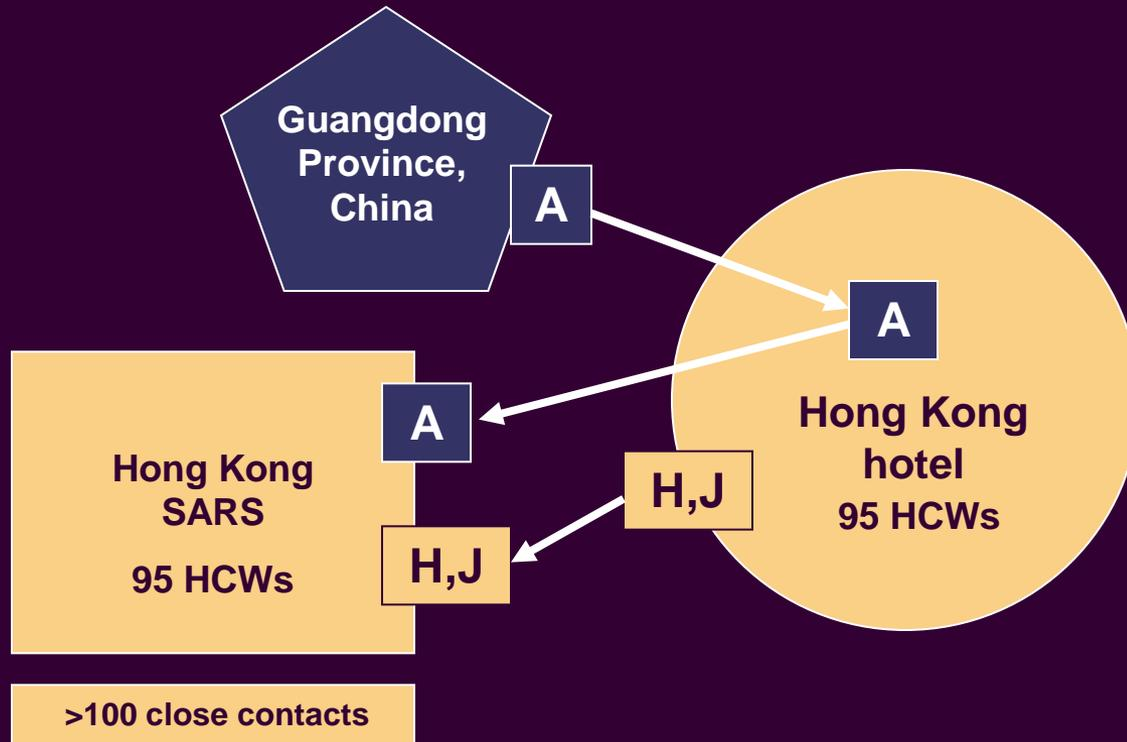 Guangdong
Province,
China
A
A
Hong Kong
hotel
95 HCWs
A
H,J
Hong Kong
SARS
95 HCWs
H,J
>100 close contacts